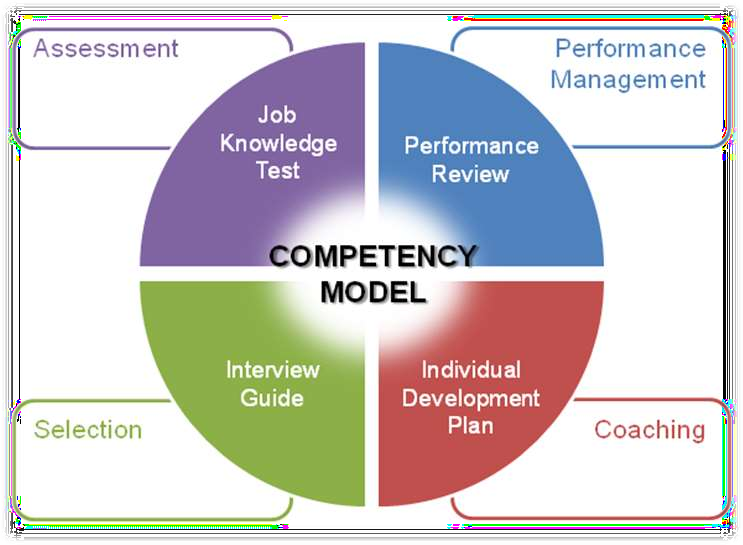 Assessment
Performance
Management
Job
Knowledge
Test
Performance
Review
COMPETENCY
MODEL
Interview
Guide
Individual
Development
Plan
Selection
Coaching